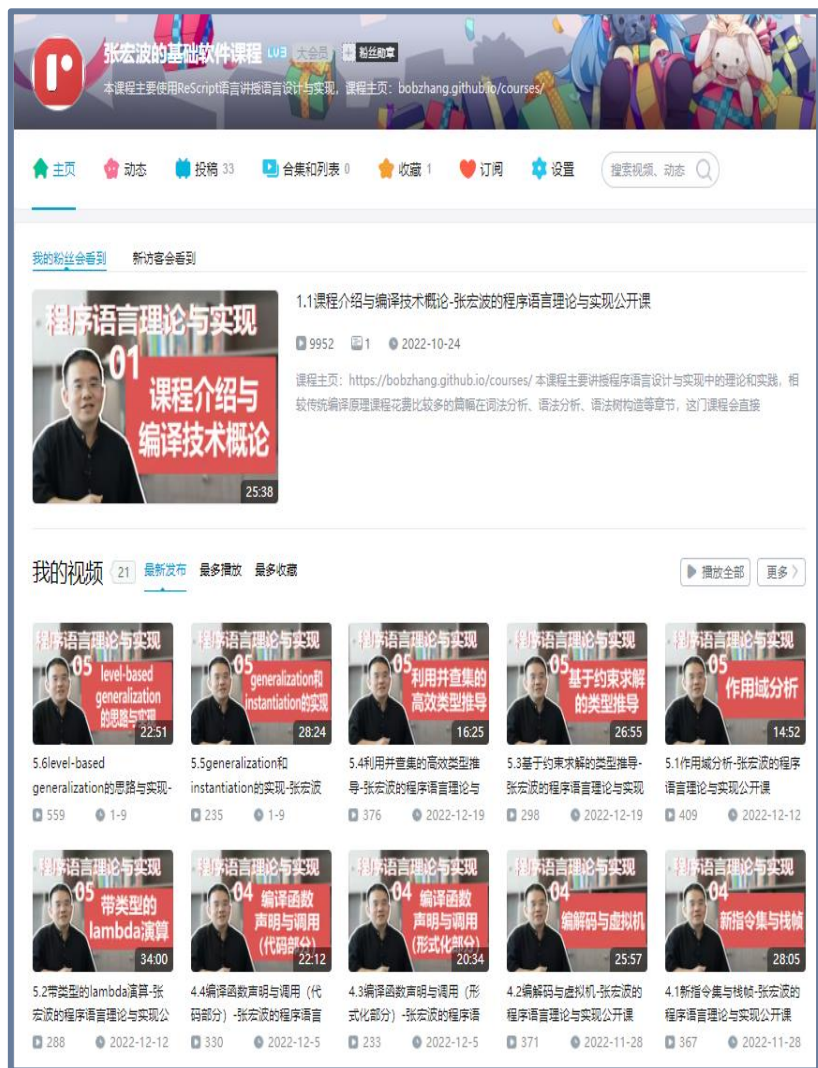 张宏波的基础软件课程 LV3 大会员 粉丝勋章
本课程主要使用ReScript语言讲授语言设计与实现，课程主页：bobzhang.github.io/courses/
主页 动态 投稿 33 合集和列表 0 收藏 1 订阅 设置 搜索视频、动态
我的粉丝会看到 新访客会看到
程序语言理论与实现
01
课程介绍与
编译技术概论
25:38
1.1课程介绍与编译技术概论-张宏波的程序语言理论与实现公开课
9952 1 2022-10-24
课程主页：https://bobzhang.github.io/courses/ 本课程主要讲授程序语言设计与实现中的理论和实践，相
较传统编译原理课程花费比较多的篇幅在词法分析、语法分析、语法树构造等章节，这门课程会直接
我的视频 21 最新发布 最多播放 最多收藏 播放全部 更多
程序语言理论与实现
05
level-based
generalization
的思路与实现
22:51
5.6level-based
generalization的思路与实现-
559 1-9
程序语言理论与实现
05
generalization和
instantiation的实现
28:24
5.5generalization和
instantiation的实现-张宏波
235 1-9
程序语言理论与实现
05
利用并查集的
高效类型推导
16:25
5.4利用并查集的高效类型推
导-张宏波的程序语言理论与
376 2022-12-19
程序语言理论与实现
05
基于约束求解
的类型推导
26:55
5.3基于约束求解的类型推导-
张宏波的程序语言理论与实现
298 2022-12-19
程序语言理论与实现
05
作用域分析
14:52
5.1作用域分析-张宏波的程序
语言理论与实现公开课
409 2022-12-12
程序语言理论与实现
05
带类型的
lambda演算
34:00
5.2带类型的lambda演算-张
宏波的程序语言理论与实现公
288 2022-12-12
程序语言理论与实现
04
编译函数
声明与调用
(代码部分)
22:12
4.4编译函数声明与调用（代
码部分）-张宏波的程序语言
330 2022-12-5
程序语言理论与实现
04
编译函数
声明与调用
(形式化部分)
20:34
4.3编译函数声明与调用（形
式化部分）-张宏波的程序语
233 2022-12-5
程序语言理论与实现
04
编解码与虚拟机
25:57
4.2编解码与虚拟机-张宏波的
程序语言理论与实现公开课
371 2022-11-28
程序语言理论与实现
04
新指令集与栈帧
28:05
4.1新指令集与栈帧-张宏波的
程序语言理论与实现公开课
367 2022-11-28